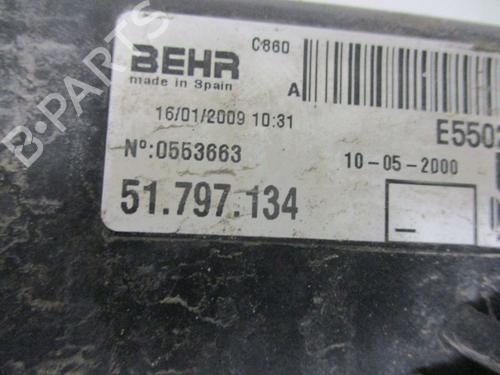 BEHR C860
made in Spain A
16/01/2009 10:31 E550
Nº:0553663 10-05-2000
51.797.134
B-PARTS